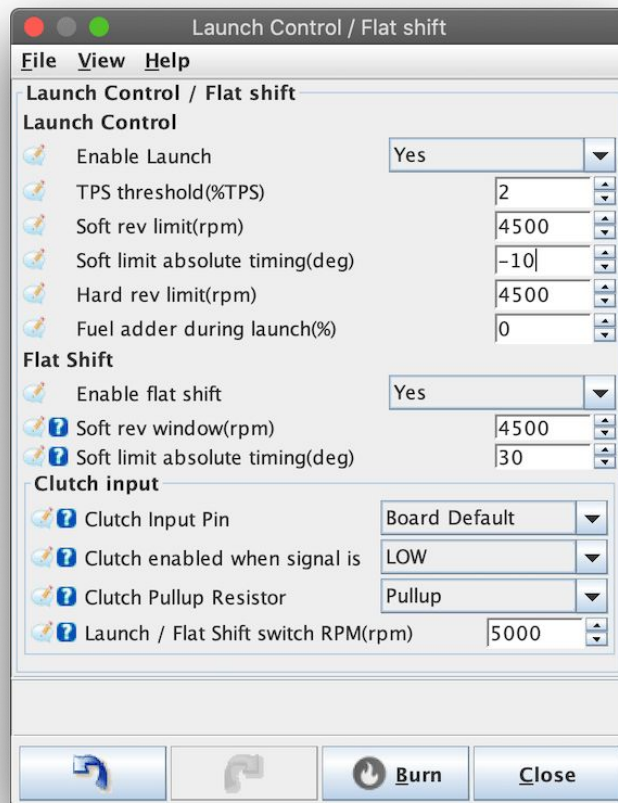 Launch Control / Flat shift
File View Help
Launch Control / Flat shift
Launch Control
Enable Launch Yes
TPS threshold(%TPS) 2
Soft rev limit(rpm) 4500
Soft limit absolute timing(deg) -10
Hard rev limit(rpm) 4500
Fuel adder during launch(%) 0
Flat Shift
Enable flat shift Yes
Soft rev window(rpm) 4500
Soft limit absolute timing(deg) 30
Clutch input
Clutch Input Pin Board Default
Clutch enabled when signal is LOW
Clutch Pullup Resistor Pullup
Launch / Flat Shift switch RPM(rpm) 5000
Burn Close